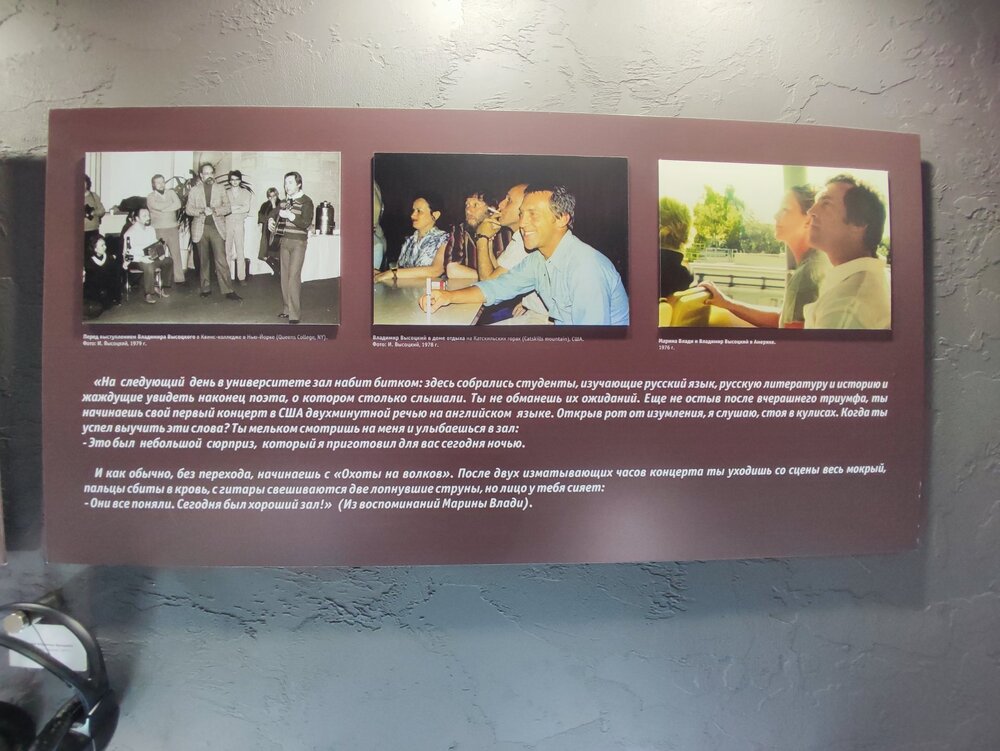 Перед выступлением Владимира Высоцкого в Квинс-колледже в Нью-Йорке (Queens College, NY).
Фото: И. Высоцкий, 1979 г.
Владимир Высоцкий в доме отдыха на Катскильских горах (Catskills mountain), США.
Фото: И. Высоцкий, 1978 г.
Марина Влади и Владимир Высоцкий в Америке.
1976 г.
«На следующий день в университете зал набит битком: здесь собрались студенты, изучающие русский язык, русскую литературу и историю и
жаждущие увидеть наконец поэта, о котором столько слышали. Ты не обманешь их ожиданий. Еще не остыв после вчерашнего триумфа, ты
начинаешь свой первый концерт в США двухминутной речью на английском языке. Открыв рот от изумления, я слушаю, стоя в кулисах. Когда ты
успел выучить эти слова? Ты мельком смотришь на меня и улыбаешься в зал:
- Это был небольшой сюрприз, который я приготовил для вас сегодня ночью.
И как обычно, без перехода, начинаешь с «Охоты на волков». После двух изматывающих часов концерта ты уходишь со сцены весь мокрый,
пальцы сбиты в кровь, с гитары свешиваются две лопнувшие струны, но лицо у тебя сияет:
- Они все поняли. Сегодня был хороший зал!» (Из воспоминаний Марины Влади).